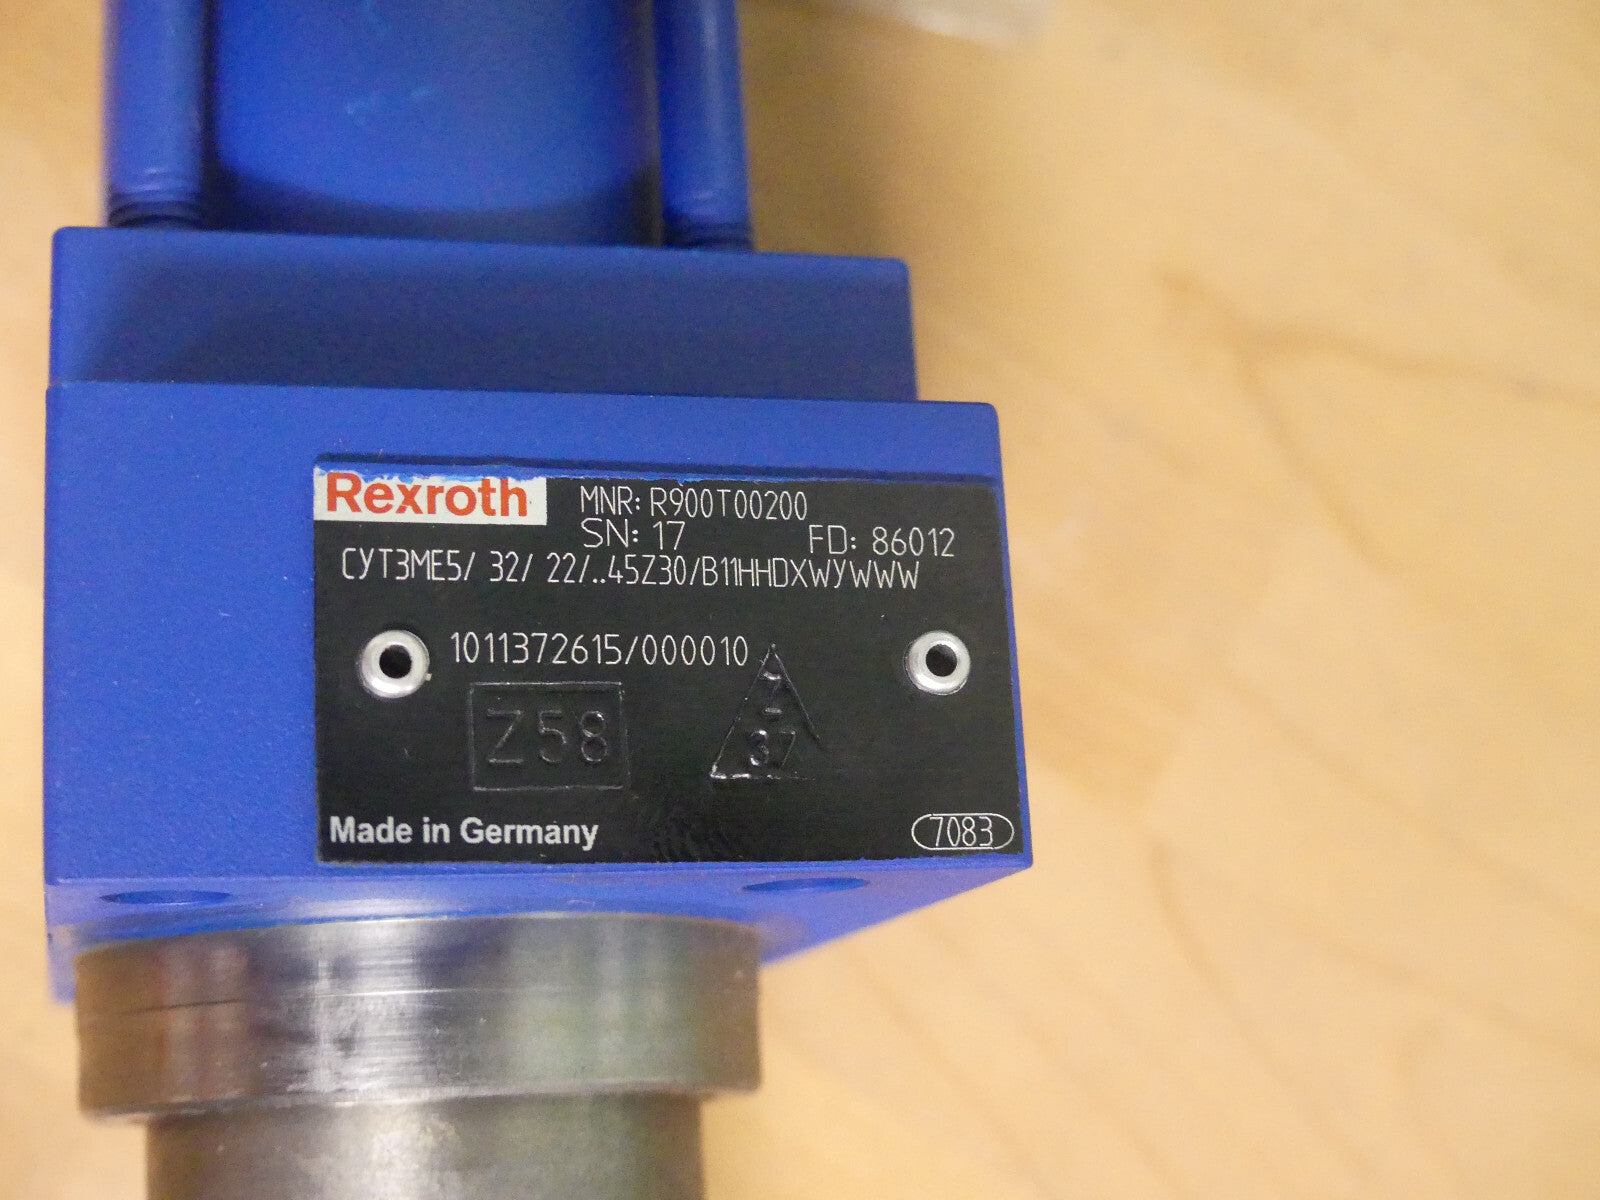 Rexroth
MNR: R900T00200
SN: 17 FD: 86012
CYT3ME5/ 32/ 22/..45Z30/B11HHDXWYWWW
1011372615/000010
Z58
37
Made in Germany
7083